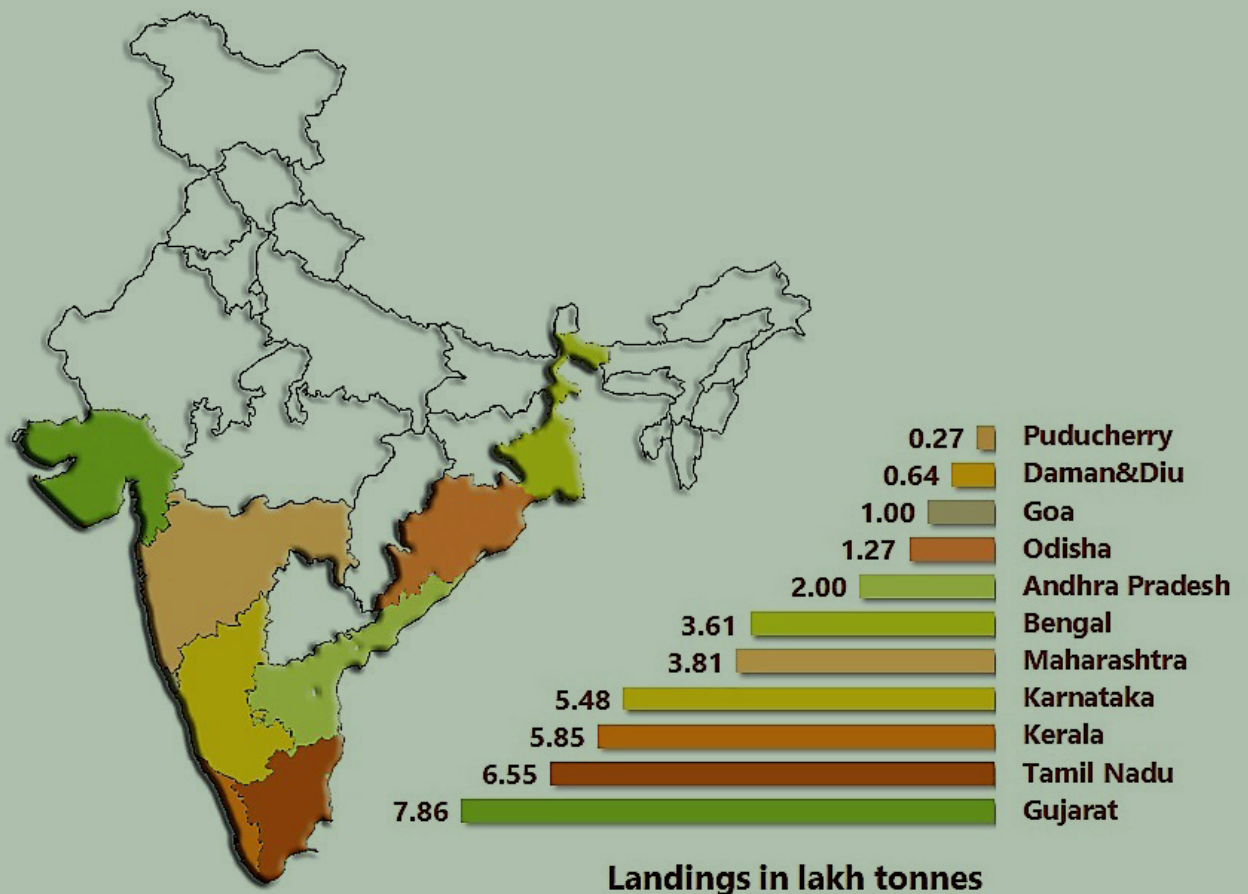 0.27 Puducherry
0.64 Daman&Diu
1.00 Goa
1.27 Odisha
2.00 Andhra Pradesh
3.61 Bengal
3.81 Maharashtra
5.48 Karnataka
5.85 Kerala
6.55 Tamil Nadu
7.86 Gujarat
Landings in lakh tonnes